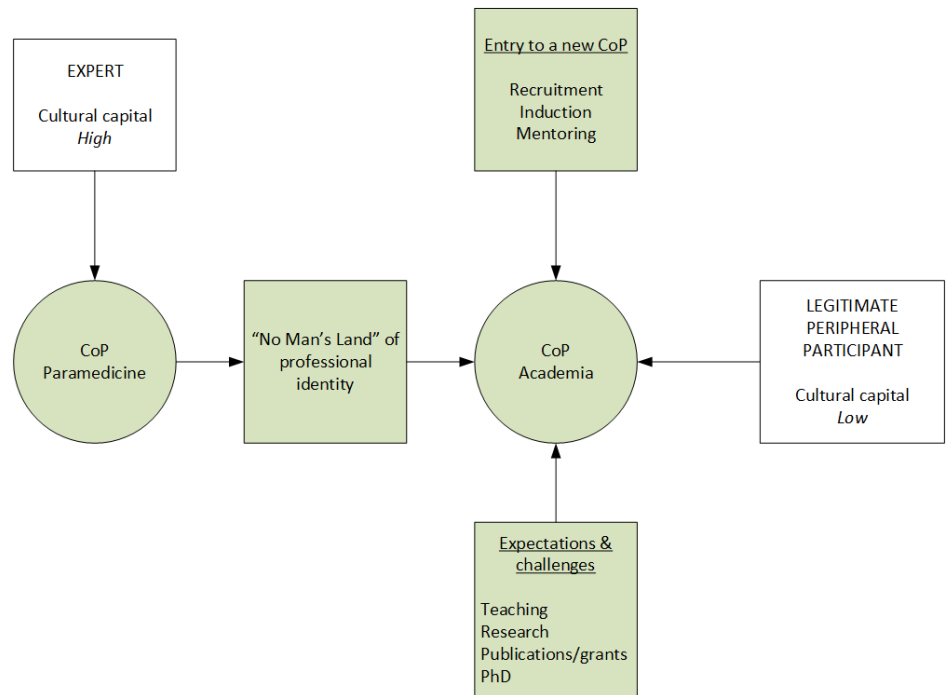 EXPERT
Cultural capital
High
Entry to a new CoP
Recruitment
Induction
Mentoring
CoP
Paramedicine
“No Man’s Land” of
professional
identity
CoP
Academia
LEGITIMATE
PERIPHERAL
PARTICIPANT
Cultural capital
Low
Expectations &
challenges
Teaching
Research
Publications/grants
PhD